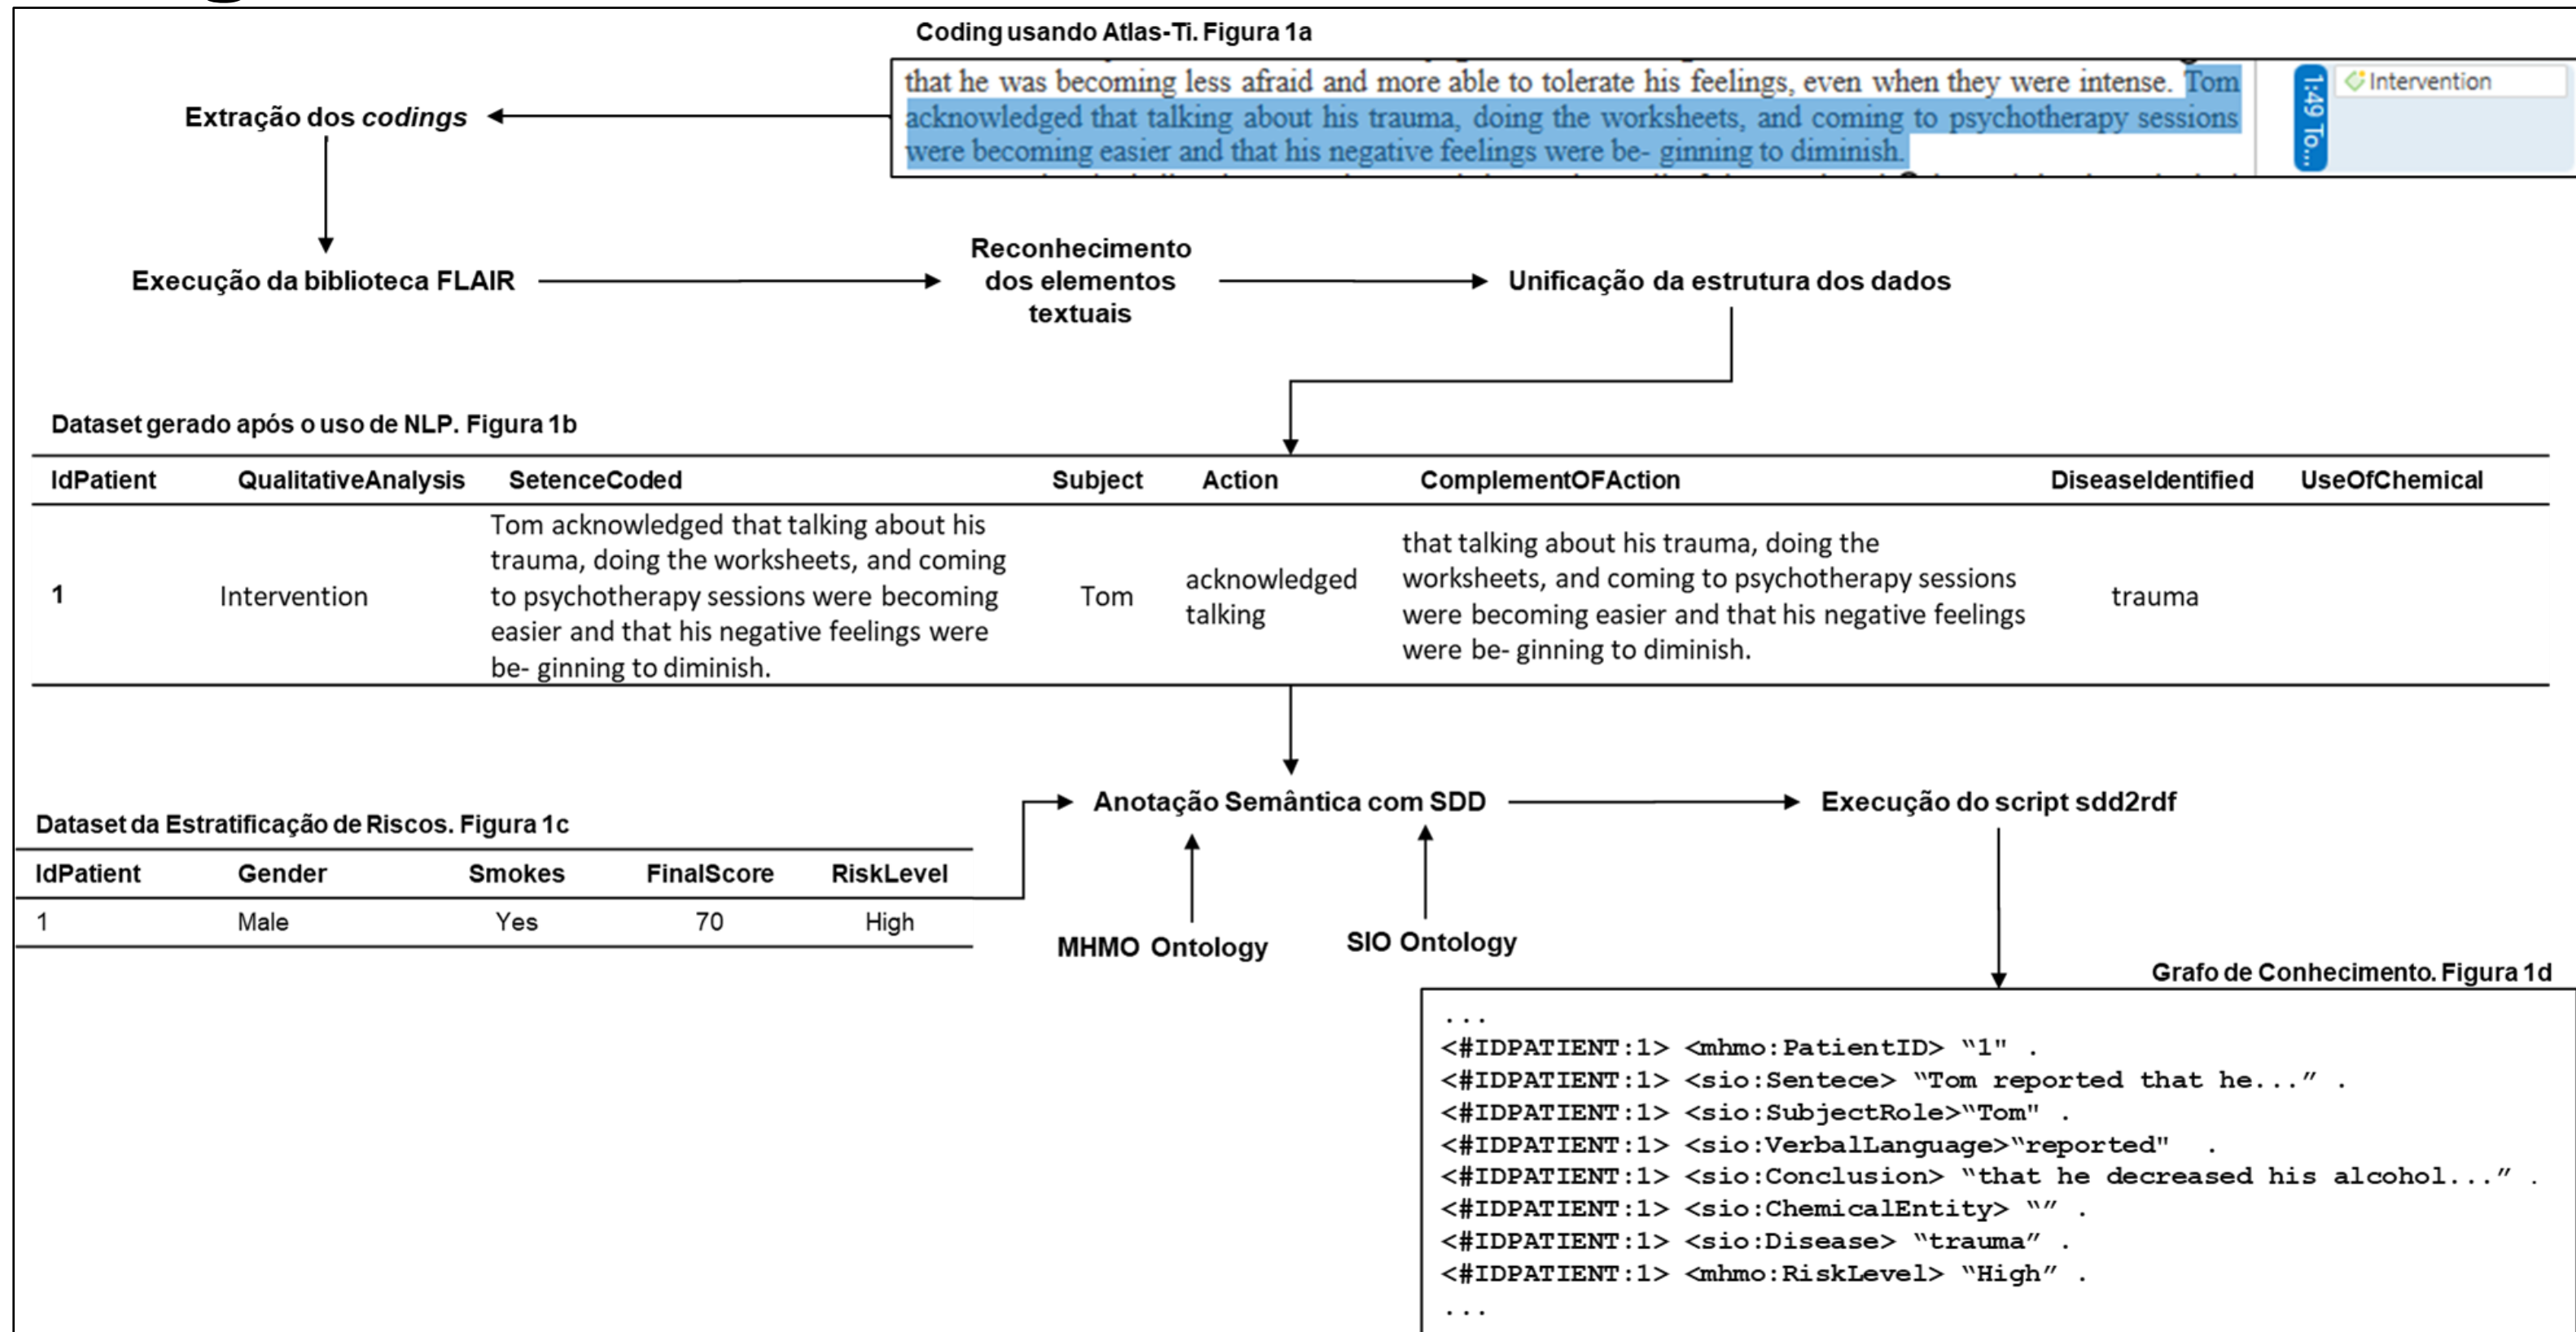 Coding usando Atlas-Ti. Figura 1a
that he was becoming less afraid and more able to tolerate his feelings, even when they were intense. Tom
acknowledged that talking about his trauma, doing the worksheets, and coming to psychotherapy sessions
were becoming easier and that his negative feelings were be- ginning to diminish.
1:49 To...
Intervention
Extração dos codings
Execução da biblioteca FLAIR
Reconhecimento
dos elementos
textuais
Unificação da estrutura dos dados
Dataset gerado após o uso de NLP. Figura 1b
IdPatient QualitativeAnalysis SetenceCoded Subject Action ComplementOFAction DiseaseIdentified UseOfChemical
1
Intervention
Tom acknowledged that talking about his
trauma, doing the worksheets, and coming
to psychotherapy sessions were becoming
easier and that his negative feelings were
be- ginning to diminish.
Tom
acknowledged
talking
that talking about his trauma, doing the
worksheets, and coming to psychotherapy sessions
were becoming easier and that his negative feelings
were be- ginning to diminish.
trauma
Anotação Semântica com SDD
Execução do script sdd2rdf
Dataset da Estratificação de Riscos. Figura 1c
IdPatient Gender Smokes FinalScore RiskLevel
1 Male Yes 70 High
MHMO Ontology
SIO Ontology
Grafo de Conhecimento. Figura 1d
...
<#IDPATIENT:1> <mhmo:PatientID> “1" .
<#IDPATIENT:1> <sio:Sentece> “Tom reported that he...” .
<#IDPATIENT:1> <sio:SubjectRole>“Tom" .
<#IDPATIENT:1> <sio:VerbalLanguage>“reported" .
<#IDPATIENT:1> <sio:Conclusion> “that he decreased his alcohol...” .
<#IDPATIENT:1> <sio:ChemicalEntity> “” .
<#IDPATIENT:1> <sio:Disease> “trauma” .
<#IDPATIENT:1> <mhmo:RiskLevel> “High” .
...